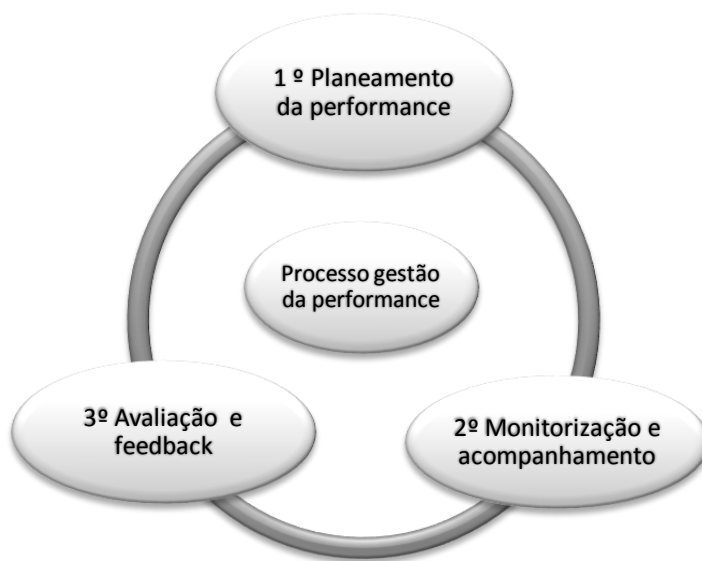 1 º Planeamento
da performance
Processo gestão
da performance
3º Avaliação e
feedback
2º Monitorização e
acompanhamento